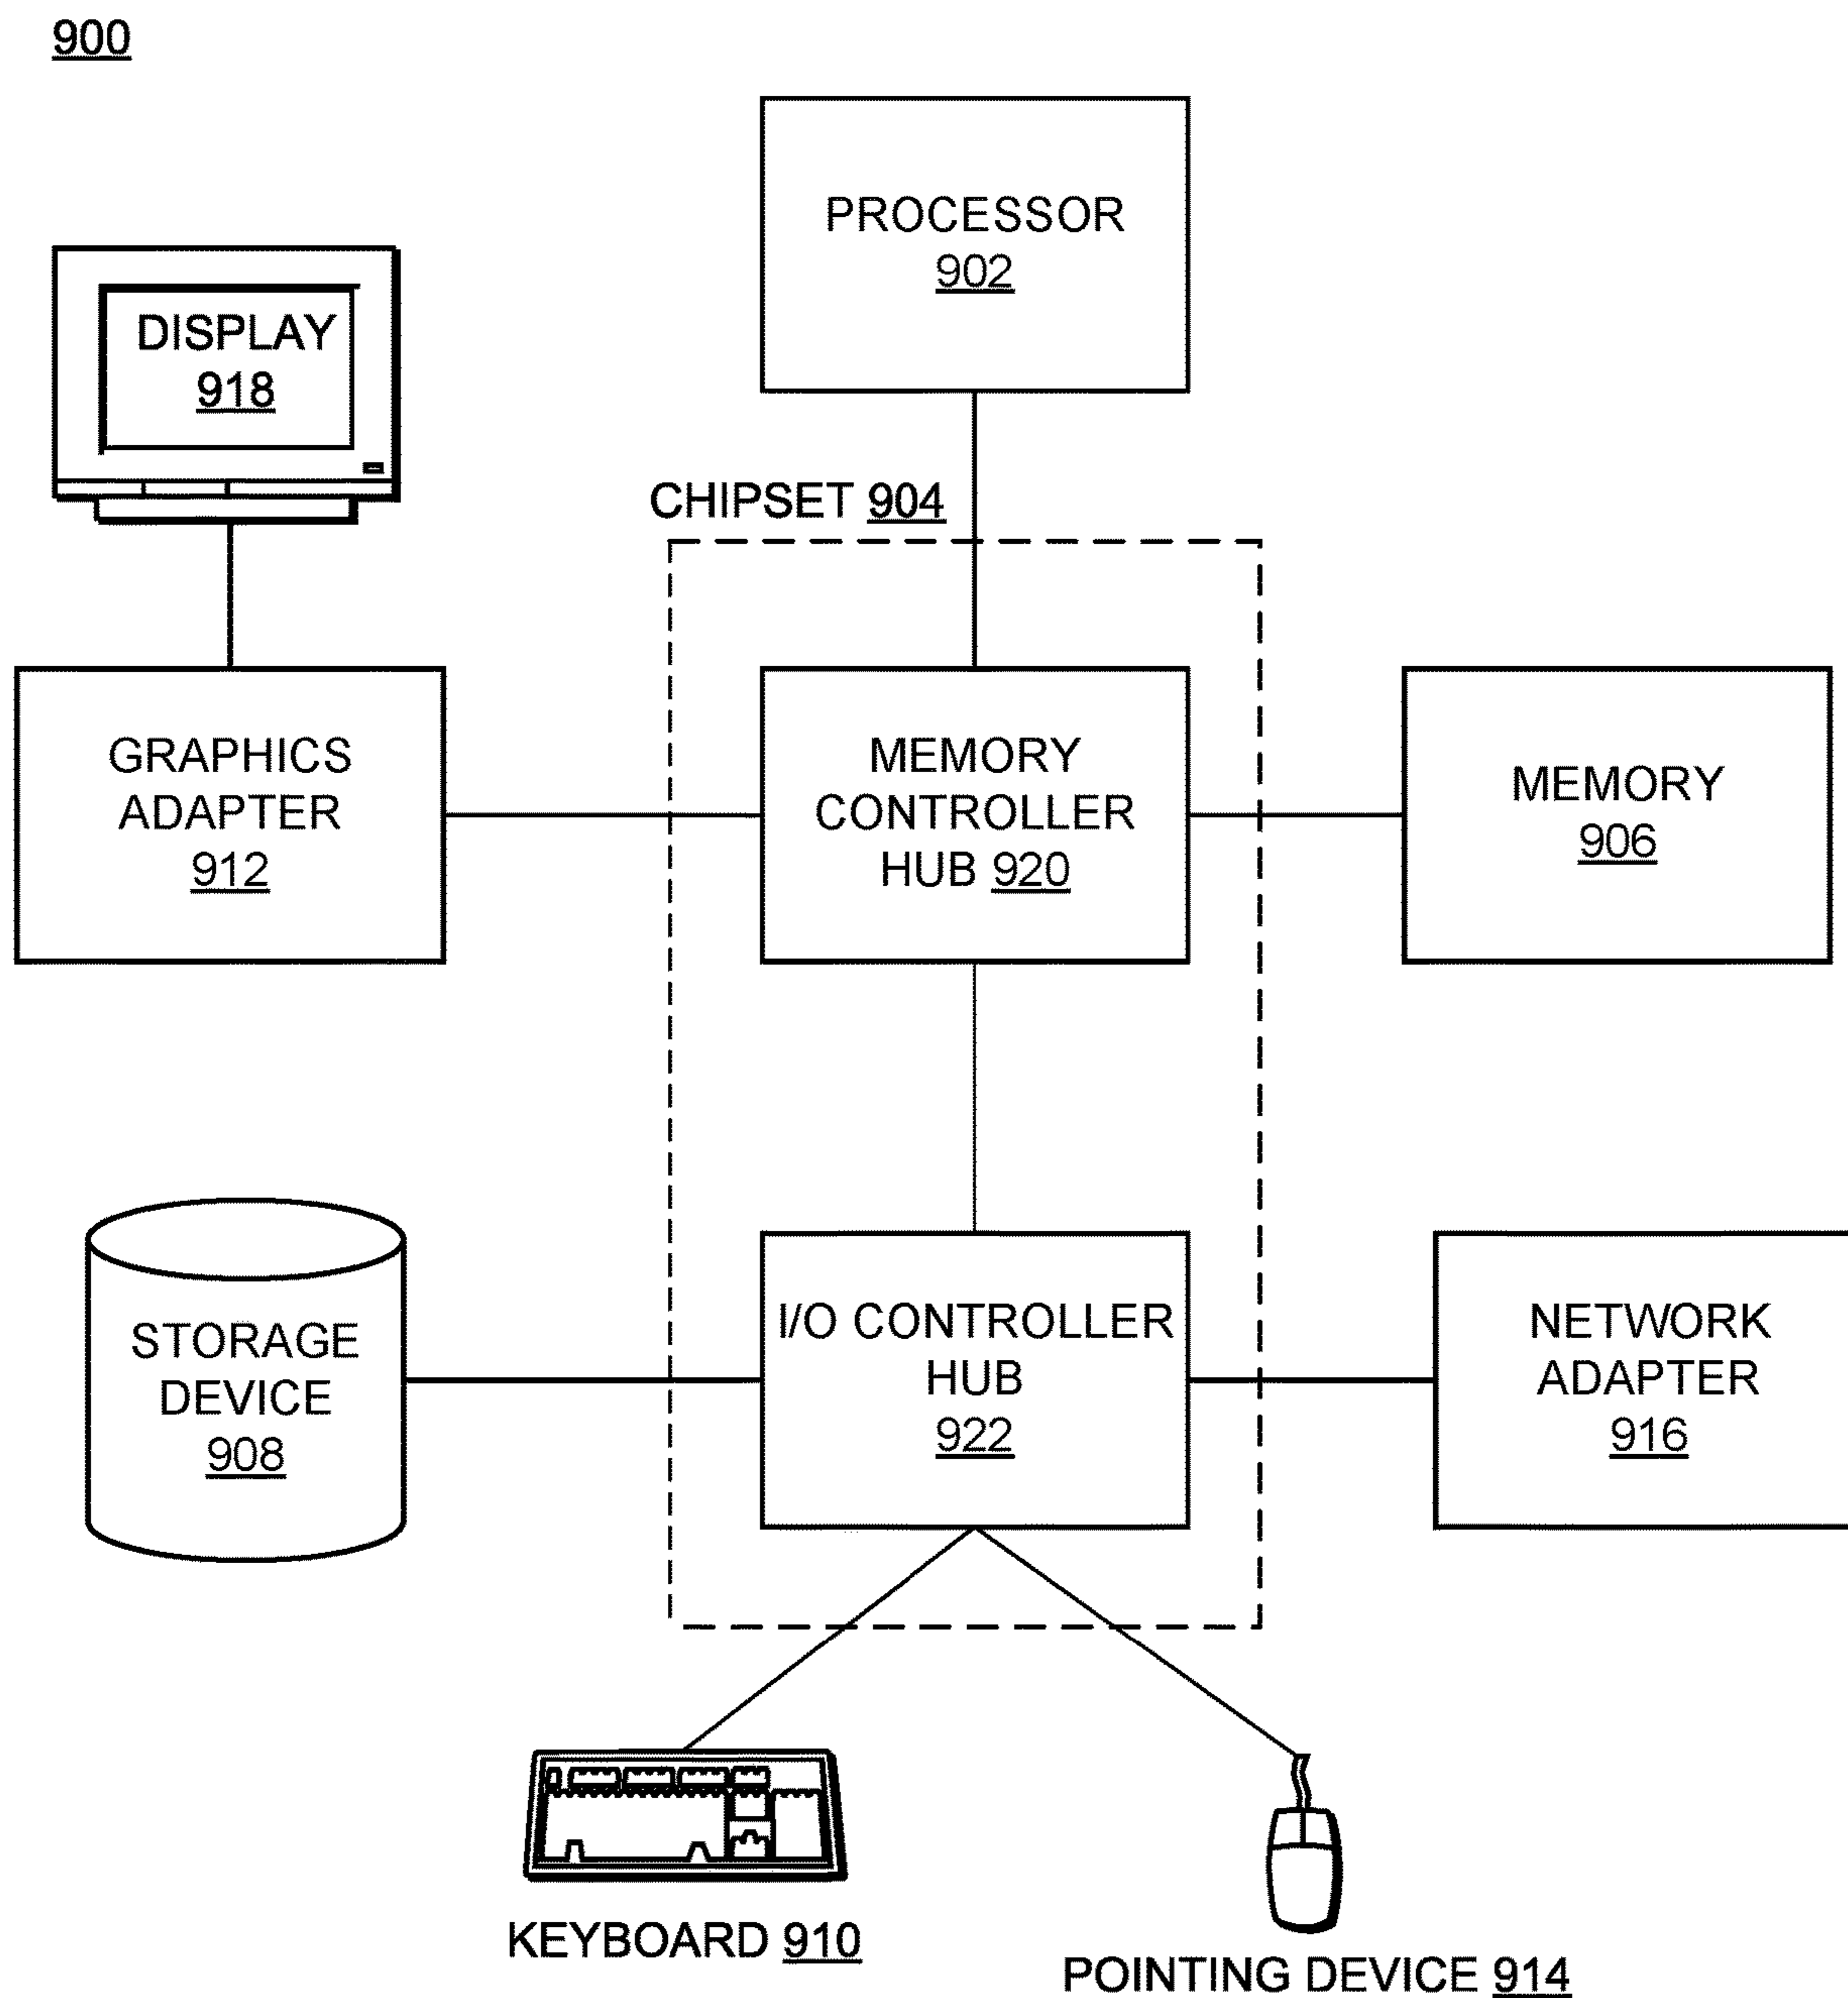 900
PROCESSOR
902
DISPLAY
918
CHIPSET 904
GRAPHICS
ADAPTER
912
MEMORY
CONTROLLER
HUB 920
MEMORY
906
STORAGE
DEVICE
908
I/O CONTROLLER
HUB
922
NETWORK
ADAPTER
916
KEYBOARD 910
POINTING DEVICE 914